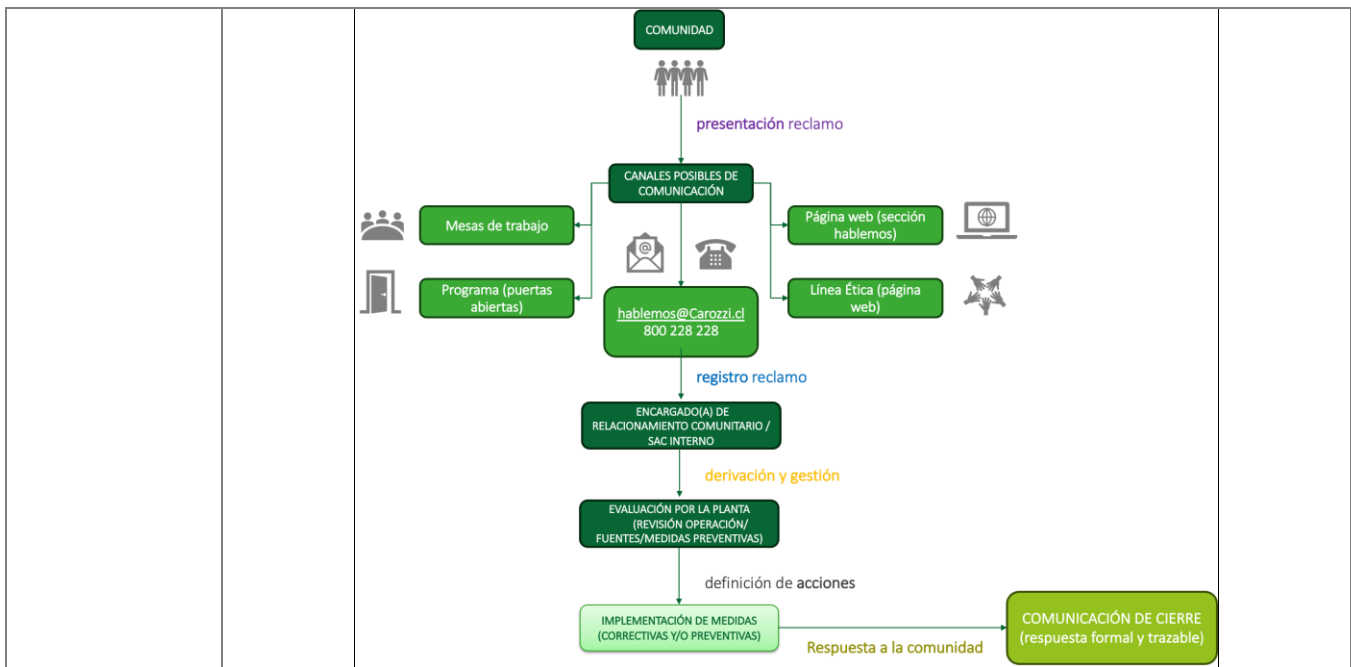 COMUNIDAD
presentación reclamo
CANALES POSIBLES DE
COMUNICACIÓN
Mesas de trabajo
Página web (sección
hablemos)
Programa (puertas
abiertas)
Línea Ética (página
web)
hablemos@Carozzi.cl
800 228 228
registro reclamo
ENCARGADO(A) DE
RELACIONAMIENTO COMUNITARIO /
SAC INTERNO
derivación y gestión
EVALUACIÓN POR LA PLANTA
(REVISIÓN OPERACIÓN/
FUENTES/MEDIDAS PREVENTIVAS)
definición de acciones
IMPLEMENTACIÓN DE MEDIDAS
(CORRECTIVAS Y/O PREVENTIVAS)
Respuesta a la comunidad
COMUNICACIÓN DE CIERRE
(respuesta formal y trazable)